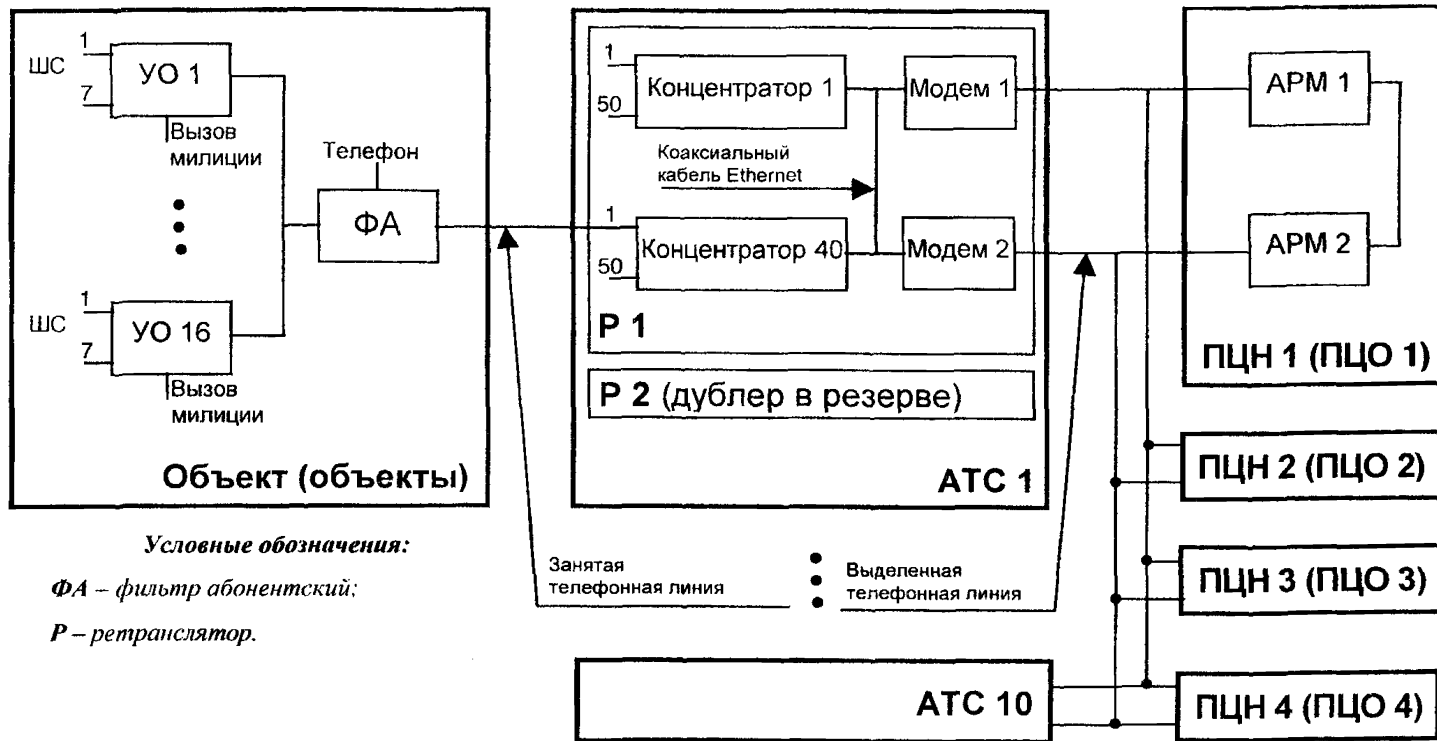 1
ШС
УО 1
7
Вызов
милиции
Телефон
ФА
1
ШС
УО 16
7
Вызов
милиции
Объект (объекты)
1
Концентратор 1
Модем 1
50
Коаксиальный
кабель Ethernet
1
Концентратор 40
Модем 2
50
Р 1
Р 2 (дублер в резерве)
АТС 1
АРМ 1
АРМ 2
ПЦН 1 (ПЦО 1)
ПЦН 2 (ПЦО 2)
ПЦН 3 (ПЦО 3)
ПЦН 4 (ПЦО 4)
Условные обозначения:
ФА – фильтр абонентский;
Р – ретранслятор.
Занятая
телефонная линия
Выделенная
телефонная линия
АТС 10